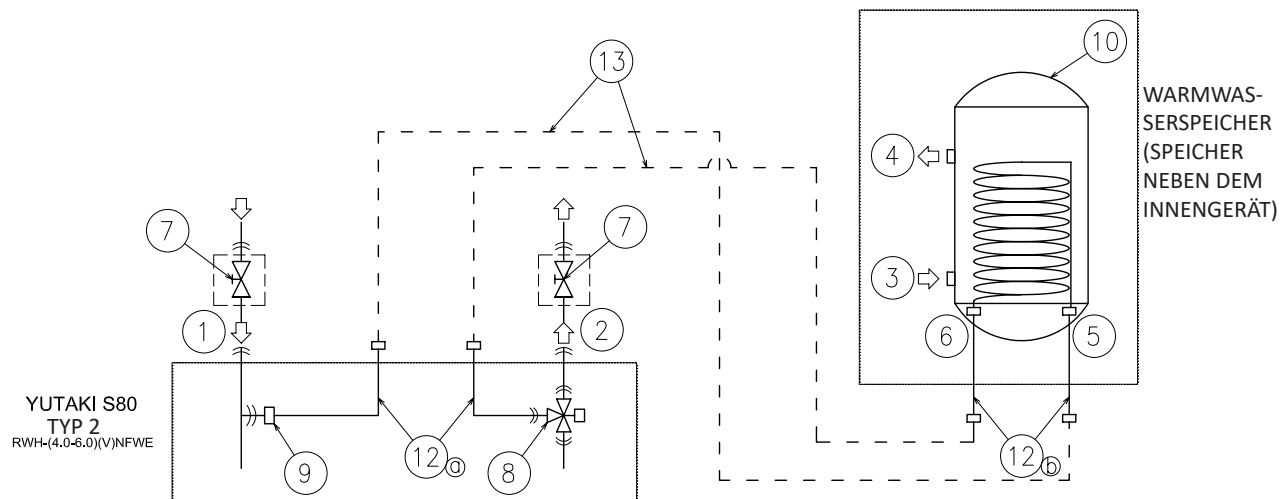 13
10
WARMWAS-
SERSPEICHER
(SPEICHER
NEBEN DEM
INNENGERÄT)
4
7
7
3
1
2
6
5
YUTAKI S80
TYP 2
RWH-(4.0-6.0)(V)NFWE
9
12 a
8
12 b